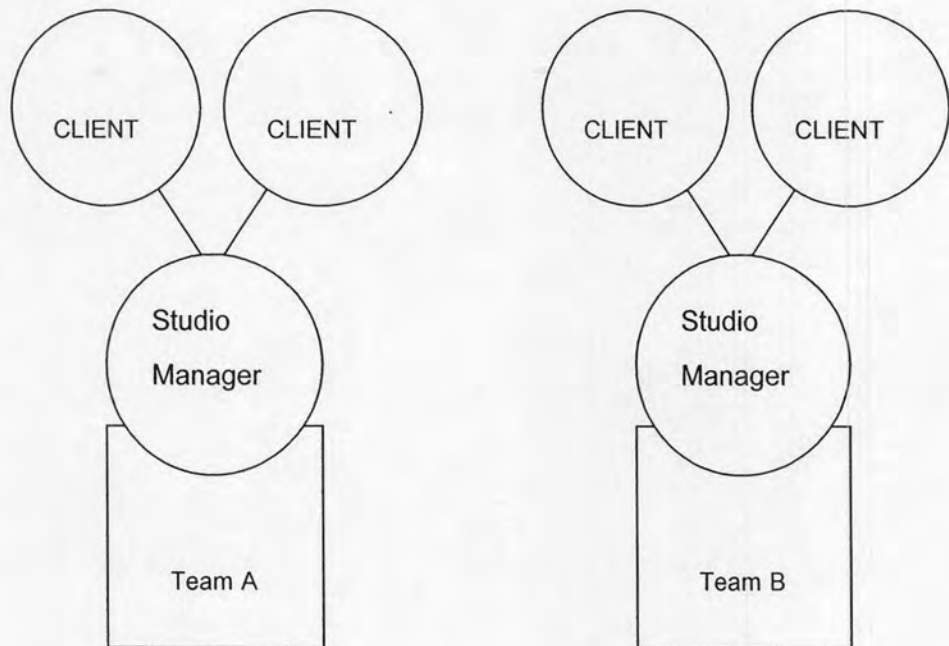 CLIENT
CLIENT
CLIENT
CLIENT
Studio
Manager
Studio
Manager
Team A
Team B